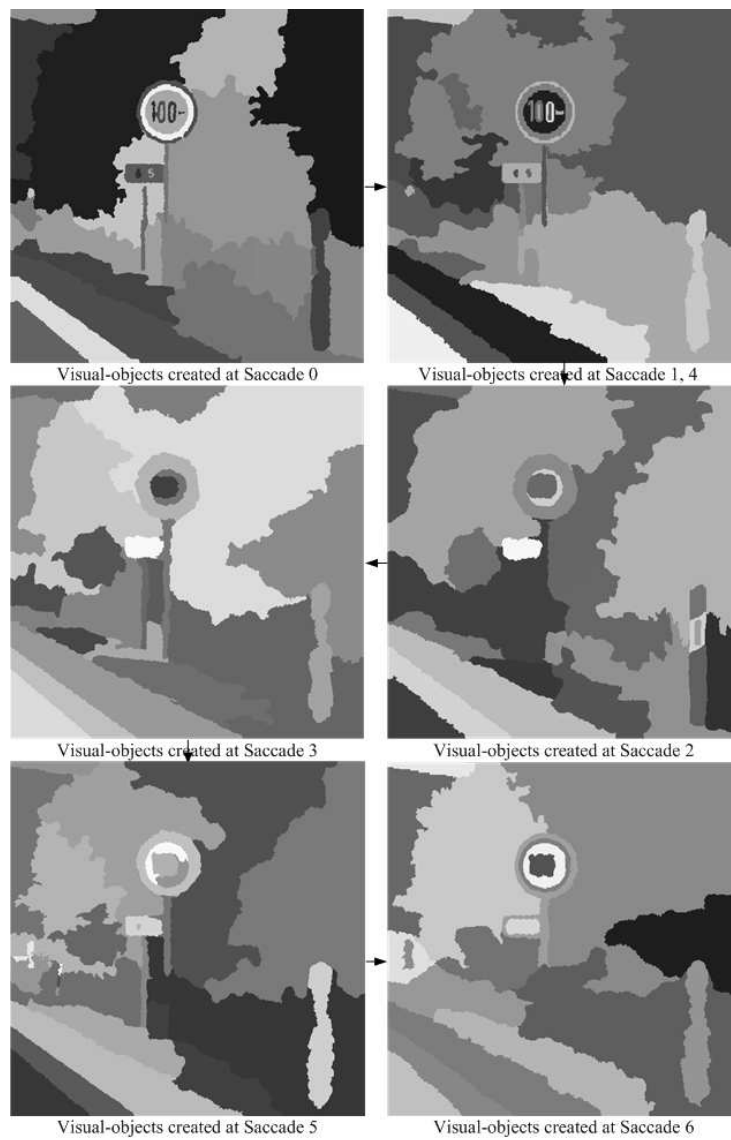 100-
5
100-
Visual-objects created at Saccade 0
Visual-objects created at Saccade 1, 4
Visual-objects created at Saccade 3
Visual-objects created at Saccade 2
Visual-objects created at Saccade 5
Visual-objects created at Saccade 6